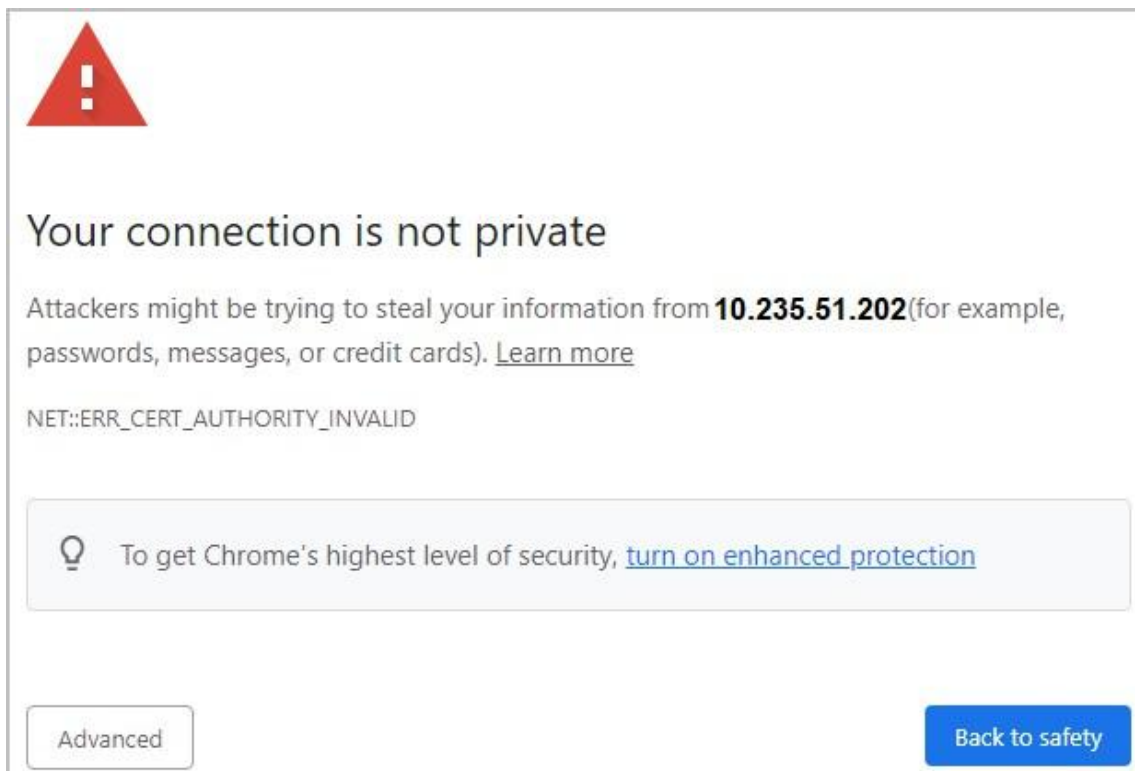 Your connection is not private
Attackers might be trying to steal your information from 10.235.51.202(for example,
passwords, messages, or credit cards). Learn more
NET::ERR_CERT_AUTHORITY_INVALID
To get Chrome's highest level of security, turn on enhanced protection
Advanced
Back to safety